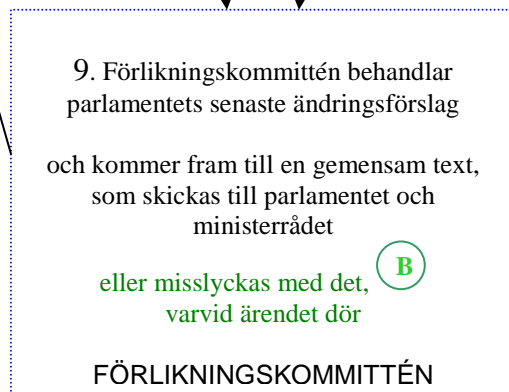 9. Förlikningskommittén behandlar
parlamentets senaste ändringsförslag
och kommer fram till en gemensam text,
som skickas till parlamentet och
ministerrådet
B
eller misslyckas med det,
varvid ärendet dör
FÖRLIKNINGSKOMMITTÉN